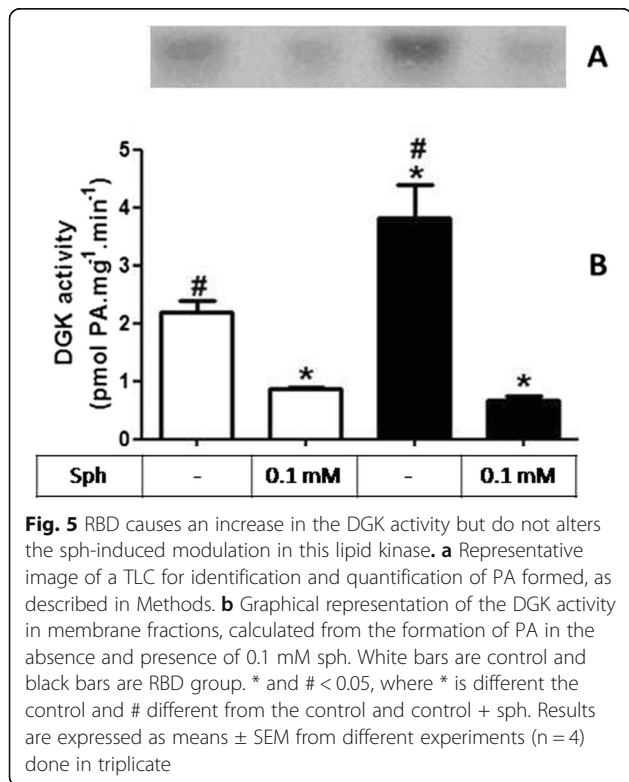 A
B
DGK activity
(pmol PA.mg⁻¹.min⁻¹)
5
4
3
2
1
0
#
*
#
*
*
Sph - 0.1 mM - 0.1 mM
Fig. 5 RBD causes an increase in the DGK activity but do not alters
the sph-induced modulation in this lipid kinase. a Representative
image of a TLC for identification and quantification of PA formed, as
described in Methods. b Graphical representation of the DGK activity
in membrane fractions, calculated from the formation of PA in the
absence and presence of 0.1 mM sph. White bars are control and
black bars are RBD group. * and # < 0.05, where * is different the
control and # different from the control and control + sph. Results
are expressed as means ± SEM from different experiments (n = 4)
done in triplicate